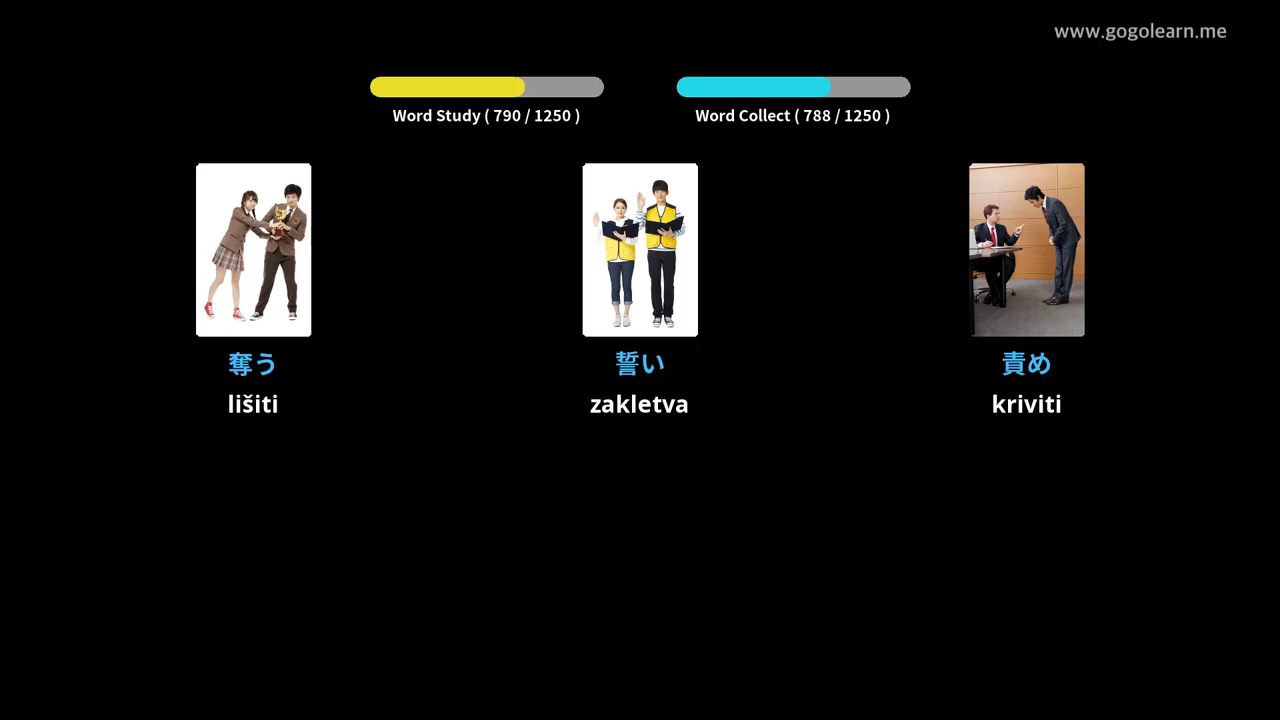 www.gogolearn.me
Word Study ( 790 / 1250 )
Word Collect ( 788 / 1250 )
奪う
誓い
責め
lišiti
zakletva
kriviti